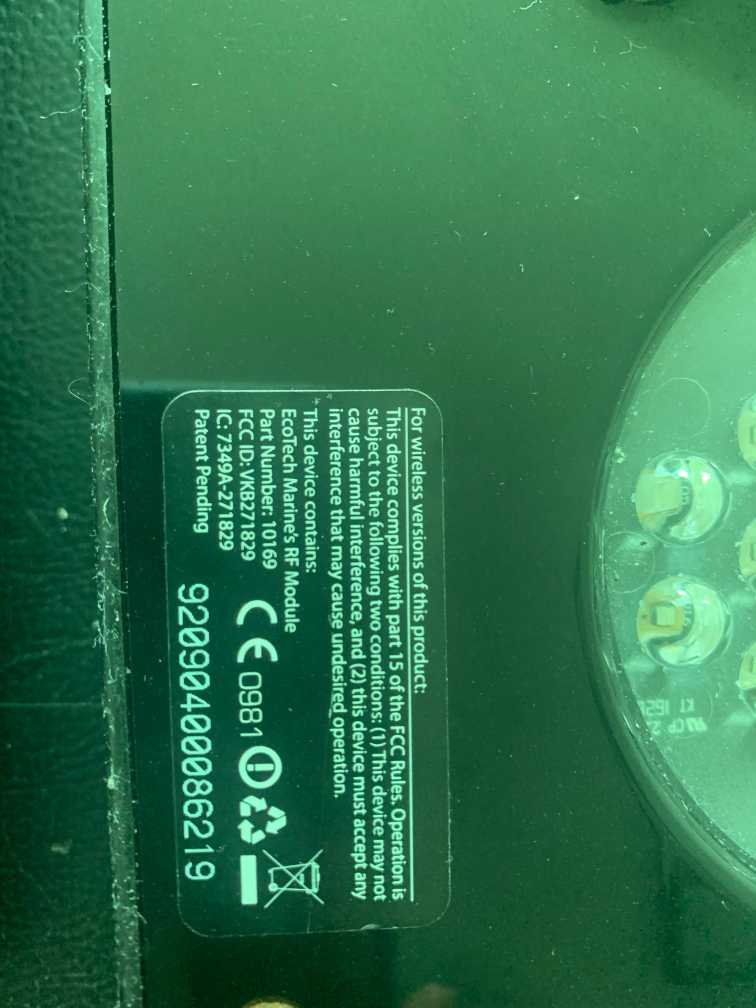 For wireless versions of this product:
This device complies with part 15 of the FCC Rules. Operation is
subject to the following two conditions: (1) This device may not
cause harmful interference, and (2) this device must accept any
interference that may cause undesired operation.
This device contains:
EcoTech Marine's RF Module
Part Number: 10169
FCC ID: VKB271829
IC: 7349A-271829
Patent Pending
CE 0981
920904000086219
KT 162